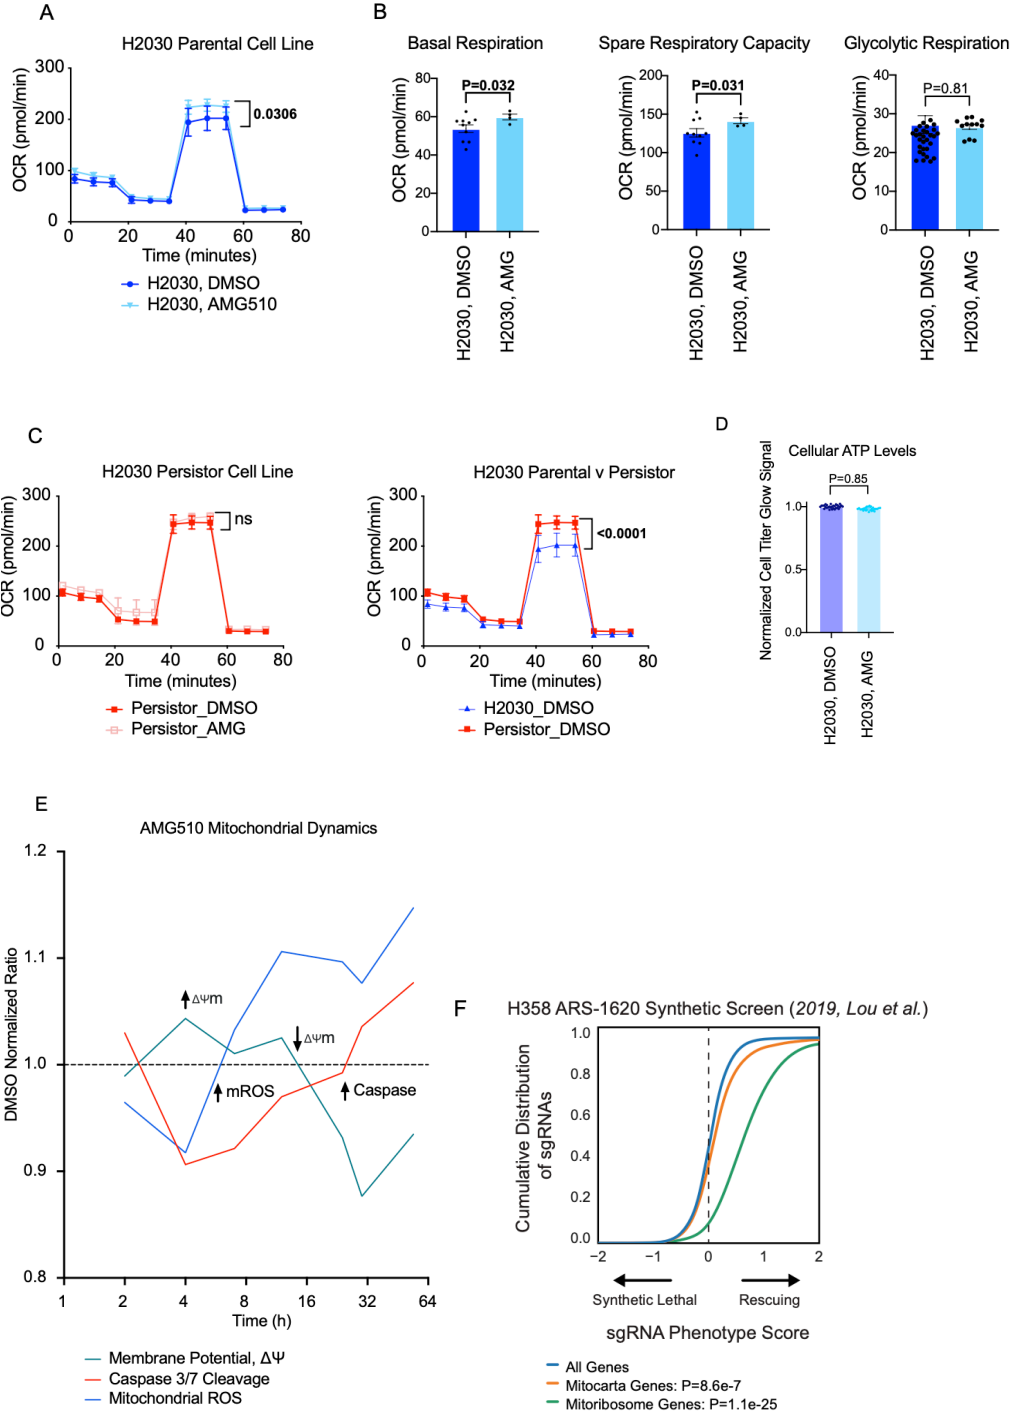 A
H2030 Parental Cell Line
OCR (pmol/min)
300
200
100
0
0.0306
0 20 40 60 80
Time (minutes)
H2030, DMSO
H2030, AMG510
B
Basal Respiration
OCR (pmol/min)
80
60
40
20
0
P=0.032
H2030, DMSO
H2030, AMG
Spare Respiratory Capacity
OCR (pmol/min)
200
150
100
50
0
P=0.031
H2030, DMSO
H2030, AMG
Glycolytic Respiration
OCR (pmol/min)
40
30
20
10
0
P=0.81
H2030, DMSO
H2030, AMG
C
H2030 Persistor Cell Line
OCR (pmol/min)
300
200
100
0
ns
0 20 40 60 80
Time (minutes)
Persistor_DMSO
Persistor_AMG
H2030 Parental v Persistor
OCR (pmol/min)
300
200
100
0
<0.0001
0 20 40 60 80
Time (minutes)
H2030_DMSO
Persistor_DMSO
D
Cellular ATP Levels
Normalized Cell Titer Glow Signal
P=0.85
1.0
0.5
0.0
H2030, DMSO
H2030, AMG
E
AMG510 Mitochondrial Dynamics
DMSO Normalized Ratio
1.2
1.1
1.0
0.9
0.8
ΔΨm
ΔΨm
mROS
Caspase
1 2 4 8 16 32 64
Time (h)
Membrane Potential, ΔΨ
Caspase 3/7 Cleavage
Mitochondrial ROS
F
H358 ARS-1620 Synthetic Screen (2019, Lou et al.)
Cumulative Distribution
of sgRNAs
1.0
0.8
0.6
0.4
0.2
0.0
−2 −1 0 1 2
Synthetic Lethal
Rescuing
sgRNA Phenotype Score
All Genes
Mitocarta Genes: P=8.6e-7
Mitoribosome Genes: P=1.1e-25